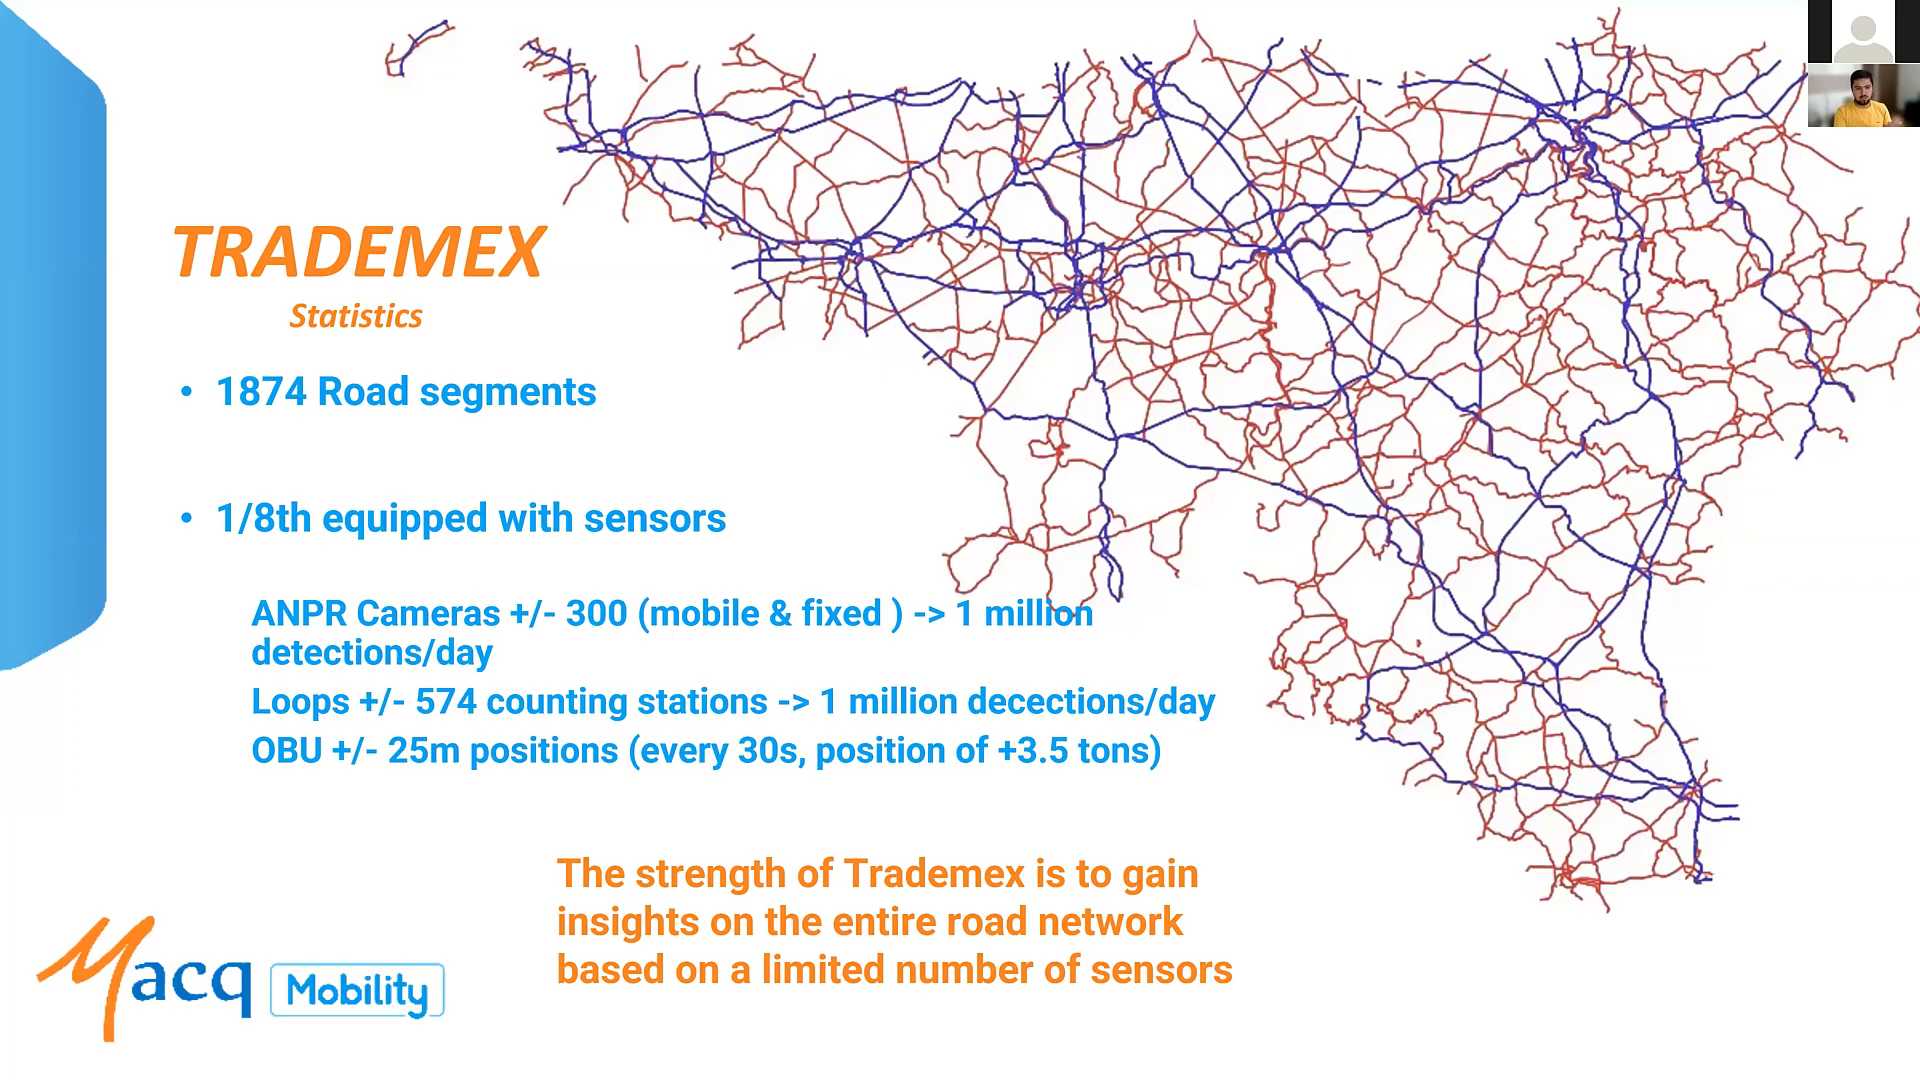 TRADEMEX
Statistics
• 1874 Road segments
• 1/8th equipped with sensors
ANPR Cameras +/- 300 (mobile & fixed ) -> 1 million
detections/day
Loops +/- 574 counting stations -> 1 million decections/day
OBU +/- 25m positions (every 30s, position of +3.5 tons)
The strength of Trademex is to gain
insights on the entire road network
based on a limited number of sensors
Macq Mobility